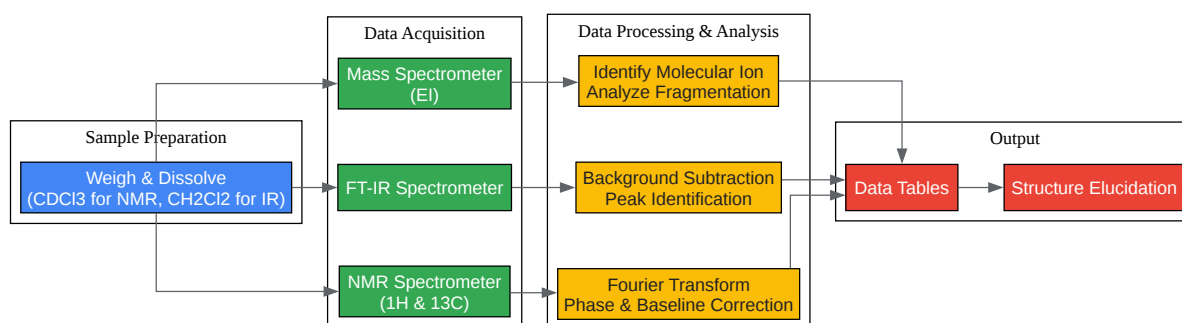 Sample Preparation
Weigh & Dissolve
(CDCl3 for NMR, CH2Cl2 for IR)
Data Acquisition
Mass Spectrometer
(EI)
FT-IR Spectrometer
NMR Spectrometer
(1H & 13C)
Data Processing & Analysis
Identify Molecular Ion
Analyze Fragmentation
Background Subtraction
Peak Identification
Fourier Transform
Phase & Baseline Correction
Output
Data Tables
Structure Elucidation